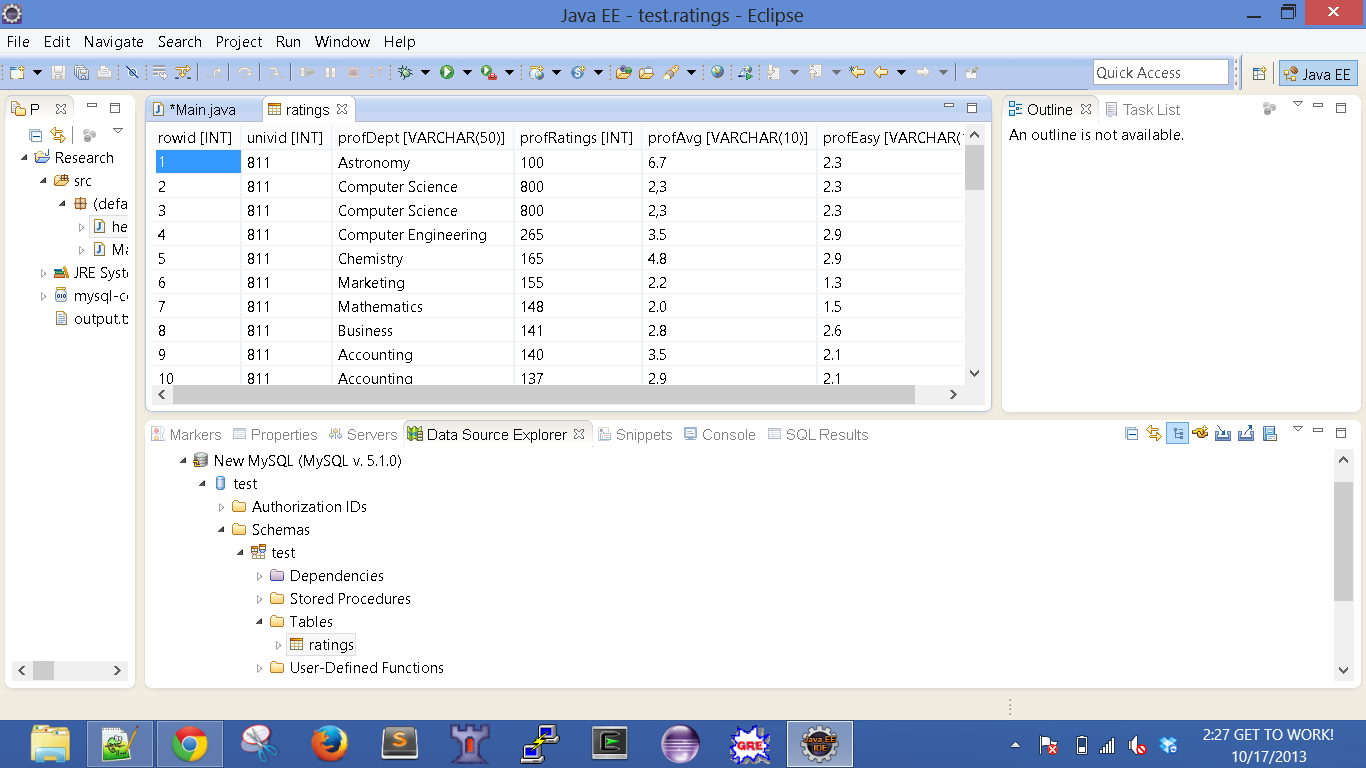 Java EE - test.ratings - Eclipse
File Edit Navigate Search Project Run Window Help
Quick Access
Java EE
P
*Main.java
ratings
Outline
Task List
An outline is not available.
Research
src
(defa
he
Ma
JRE Syst
mysql-co
output.tx
rowid [INT] univid [INT] profDept [VARCHAR(50)] profRatings [INT] profAvg [VARCHAR(10)] profEasy [VARCHAR(
1 811 Astronomy 100 6.7 2.3
2 811 Computer Science 800 2,3 2.3
3 811 Computer Science 800 2,3 2.3
4 811 Computer Engineering 265 3.5 2.9
5 811 Chemistry 165 4.8 2.9
6 811 Marketing 155 2.2 1.3
7 811 Mathematics 148 2.0 1.5
8 811 Business 141 2.8 2.6
9 811 Accounting 140 3.5 2.1
10 811 Accounting 137 2.9 2.1
Markers Properties Servers Data Source Explorer Snippets Console SQL Results
New MySQL (MySQL v. 5.1.0)
test
Authorization IDs
Schemas
test
Dependencies
Stored Procedures
Tables
ratings
User-Defined Functions
GRE
Java EE
IDE
2:27 GET TO WORK!
10/17/2013